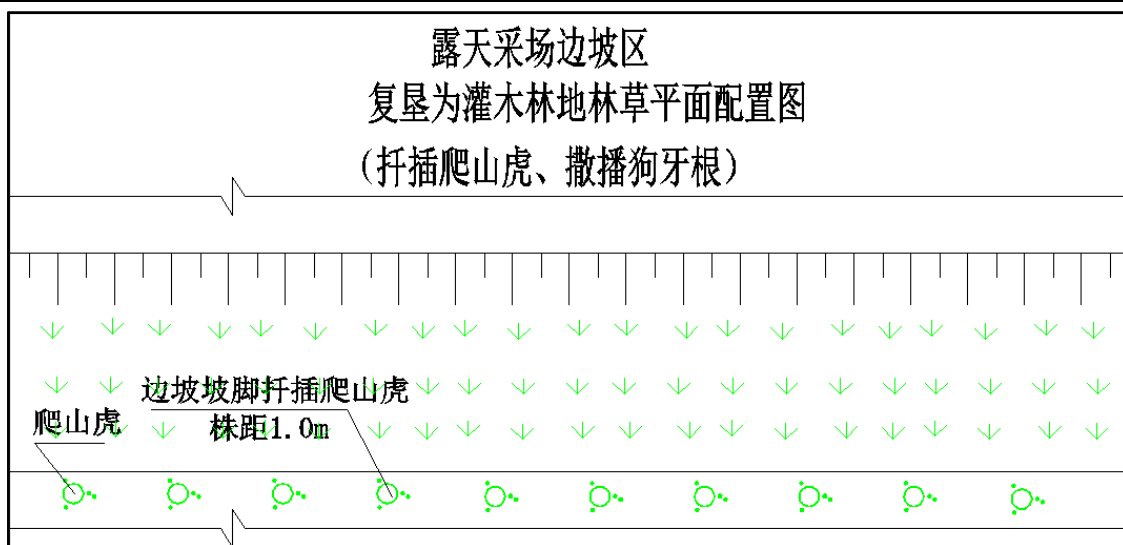 露天采场边坡区
复垦为灌木林地林草平面配置图
(扦插爬山虎、撒播狗牙根)
边坡坡脚扦插爬山虎
爬山虎
株距1.0m